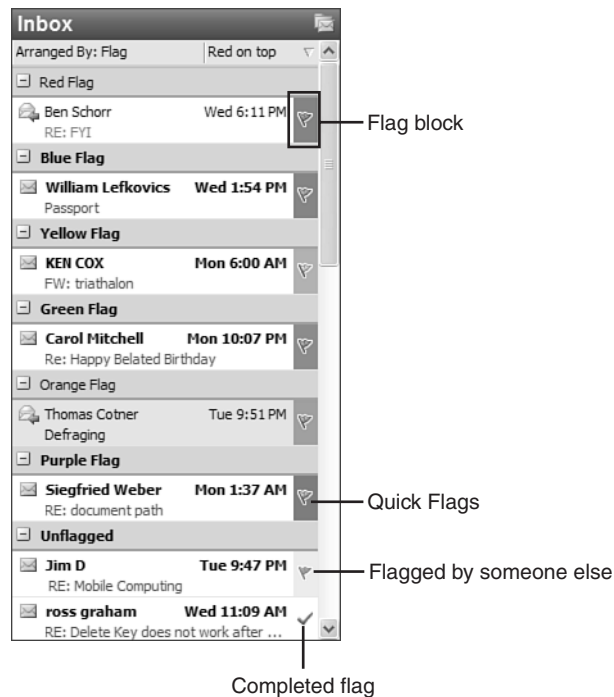 Inbox
Arranged By: Flag Red on top
Red Flag
Ben Schorr Wed 6:11 PM
RE: FYI
Flag block
Blue Flag
William Lefkovics Wed 1:54 PM
Passport
Yellow Flag
KEN COX Mon 6:00 AM
FW: triathalon
Green Flag
Carol Mitchell Mon 10:07 PM
Re: Happy Belated Birthday
Orange Flag
Thomas Cotner Tue 9:51 PM
Defraging
Purple Flag
Siegfried Weber Mon 1:37 AM
RE: document path
Quick Flags
Unflagged
Jim D Tue 9:47 PM
RE: Mobile Computing
Flagged by someone else
ross graham Wed 11:09 AM
RE: Delete Key does not work after ...
Completed flag